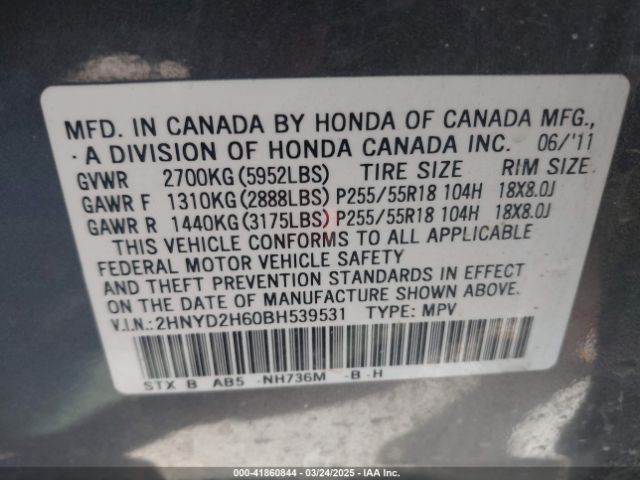 MFD. IN CANADA BY HONDA OF CANADA MFG.,
A DIVISION OF HONDA CANADA INC. 06/'11
GVWR 2700KG(5952LBS) TIRE SIZE RIM SIZE
GAWR F 1310KG(2888LBS) P255/55R18 104H 18X8.0J
GAWR R 1440KG(3175LBS) P255/55R18 104H 18X8.0J
THIS VEHICLE CONFORMS TO ALL APPLICABLE
FEDERAL MOTOR VEHICLE SAFETY
AND THEFT PREVENTION STANDARDS IN EFFECT
ON THE DATE OF MANUFACTURE SHOWN ABOVE.
V.I.N.:2HNYD2H60BH539531 TYPE: MPV
STX B AB5 -NH736M -B -H
000-41860844 | 03/24/2025 | IAA Inc.